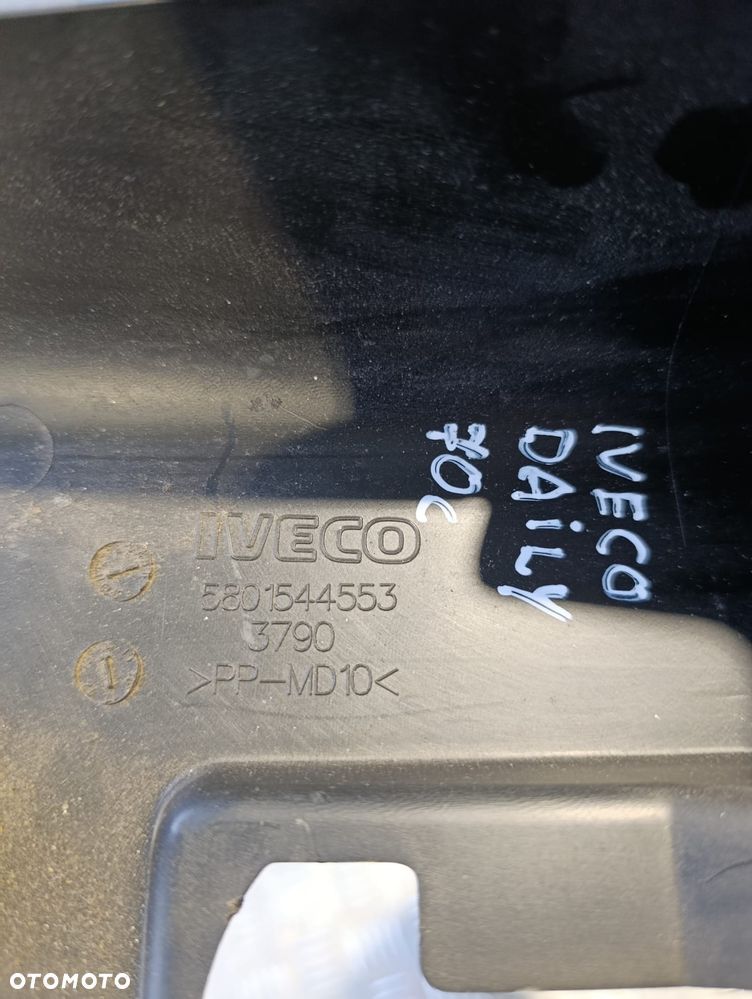 IVECO
DAILY
70C
IVECO
5801544553
3790
>PP-MD10<
OTOMOTO